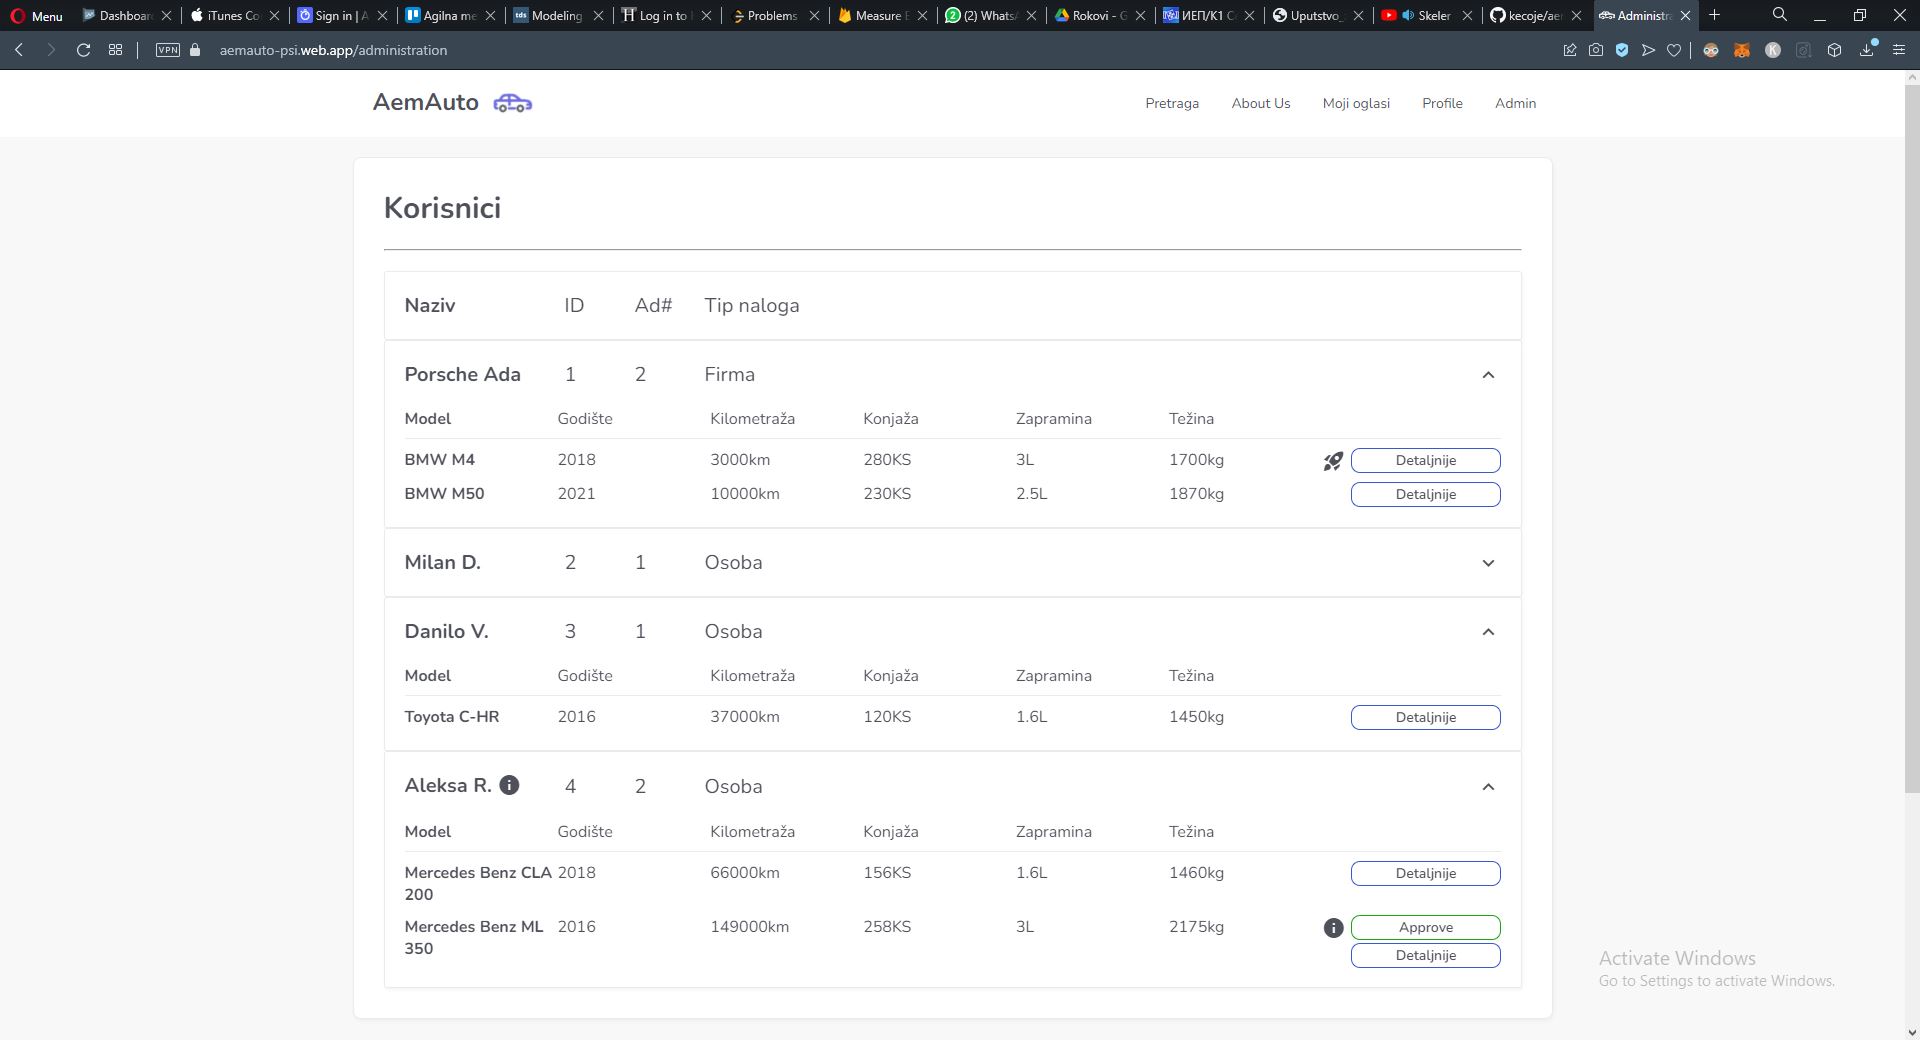 Menu Dashboard iTunes Co Sign in | A Agilna me Modeling Log in to Problems Measure (2) Whats Rokovi - G ИЕП/К1 Uputstvo Skeler kecoje/aer Administra
VPN aemauto-psi.web.app/administration
AemAuto Pretraga About Us Moji oglasi Profile Admin
Korisnici
Naziv ID Ad# Tip naloga
Porsche Ada 1 2 Firma
Model Godište Kilometraža Konjaža Zapramina Težina
BMW M4 2018 3000km 280KS 3L 1700kg Detaljnije
BMW M50 2021 10000km 230KS 2.5L 1870kg Detaljnije
Milan D. 2 1 Osoba
Danilo V. 3 1 Osoba
Model Godište Kilometraža Konjaža Zapramina Težina
Toyota C-HR 2016 37000km 120KS 1.6L 1450kg Detaljnije
Aleksa R. 4 2 Osoba
Model Godište Kilometraža Konjaža Zapramina Težina
Mercedes Benz CLA 2018 66000km 156KS 1.6L 1460kg Detaljnije
200
Mercedes Benz ML 2016 149000km 258KS 3L 2175kg Approve
350 Detaljnije
Activate Windows
Go to Settings to activate Windows.